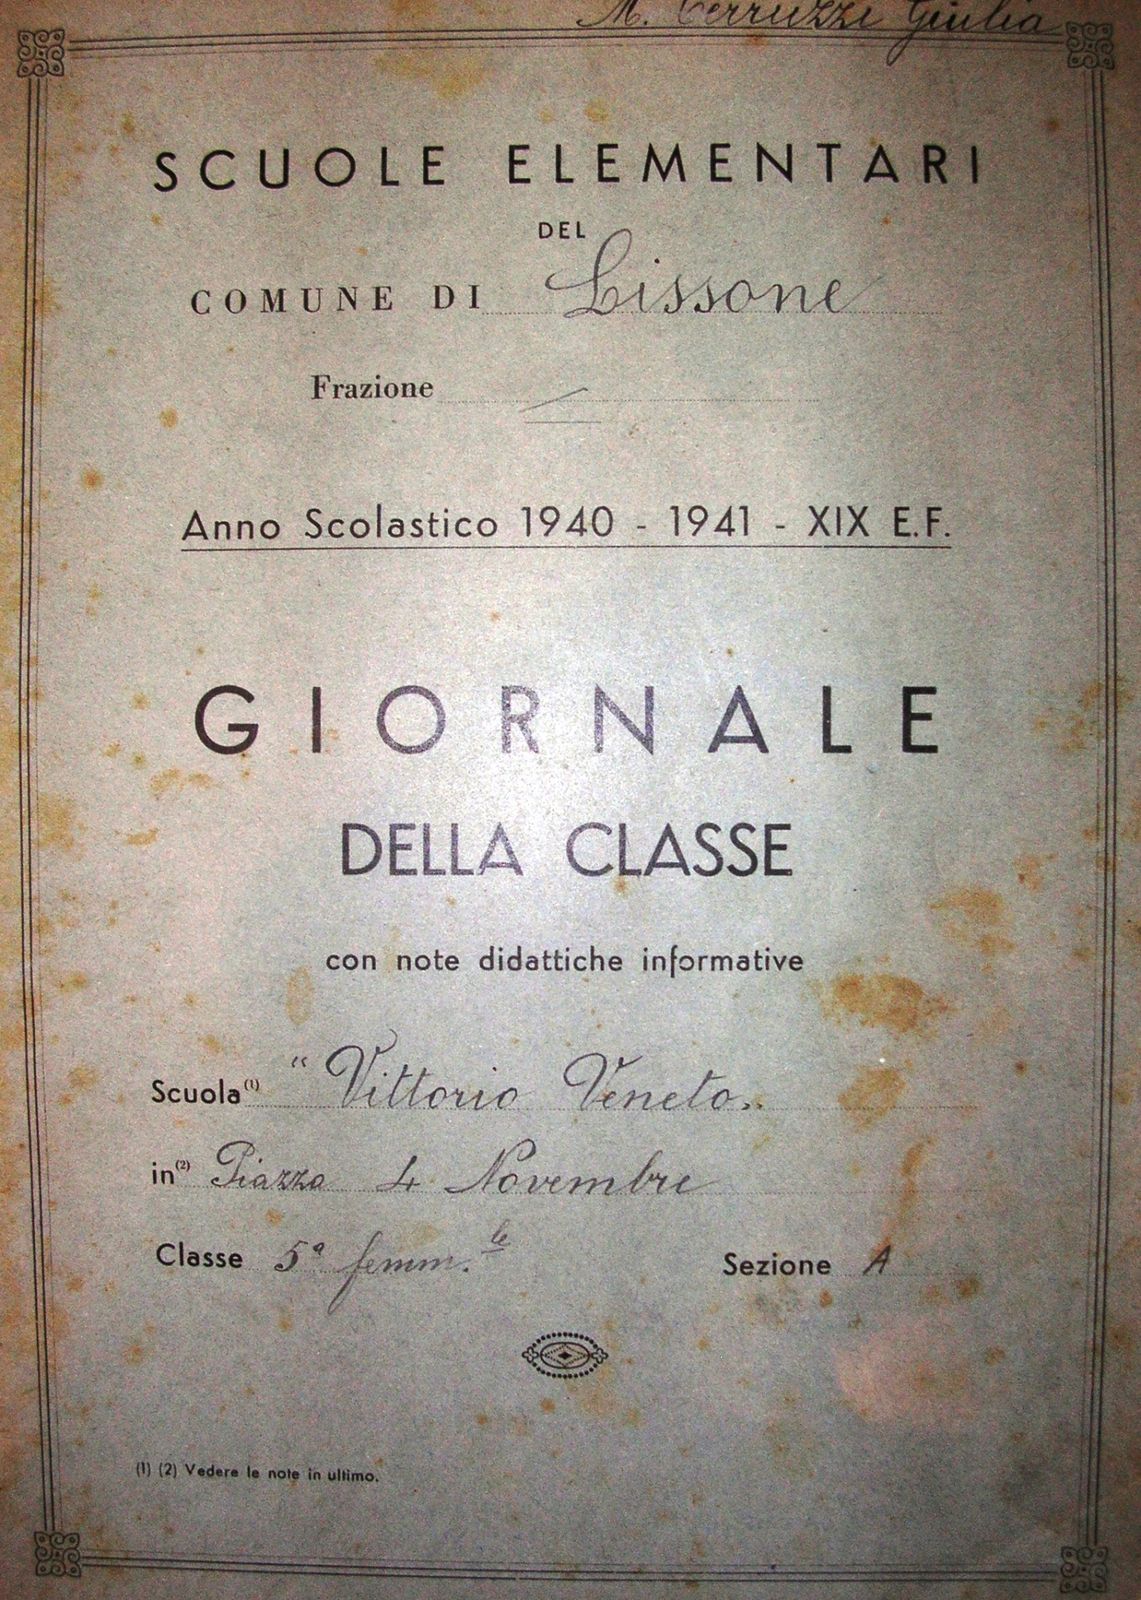 M. Cerruzzi Giulia
SCUOLE ELEMENTARI
DEL
COMUNE DI Lissone
Frazione
Anno Scolastico 1940 - 1941 - XIX E.F.
GIORNALE
DELLA CLASSE
con note didattiche informative
Scuola (1) "Vittorio Veneto„
in (2) Piazza 4 Novembre
Classe 5ª femm.le Sezione A
(1) (2) Vedere le note in ultimo.